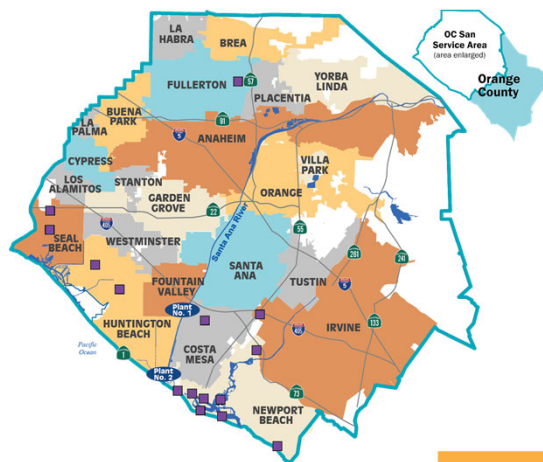 OC San
Service Area
(area enlarged)
Orange
County
LA
HABRA
BREA
FULLERTON
57
PLACENTIA
YORBA
LINDA
BUENA
PARK
91
LA
PALMA
5
ANAHEIM
CYPRESS
VILLA
PARK
LOS
ALAMITOS
STANTON
ORANGE
GARDEN
GROVE
22
SEAL
BEACH
405
WESTMINSTER
Santa Ana River
55
SANTA
ANA
261
241
TUSTIN
5
FOUNTAIN
VALLEY
Plant
No. 1
HUNTINGTON
BEACH
405
IRVINE
133
Pacific
Ocean
1
COSTA
MESA
Plant
No. 2
73
NEWPORT
BEACH